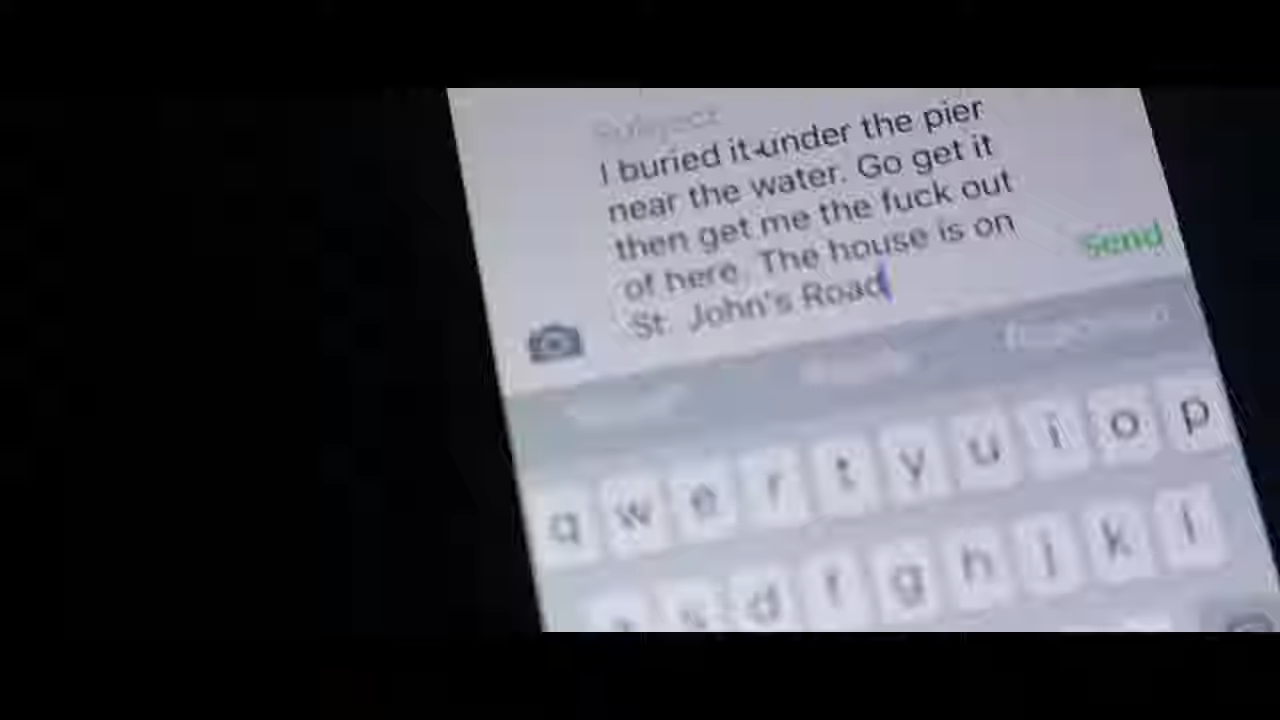 Subject
I buried it under the pier
near the water. Go get it
then get me the fuck out
of here. The house is on
St. John's Road
Send
q w e r t y u i o p
a s d f g h j k l